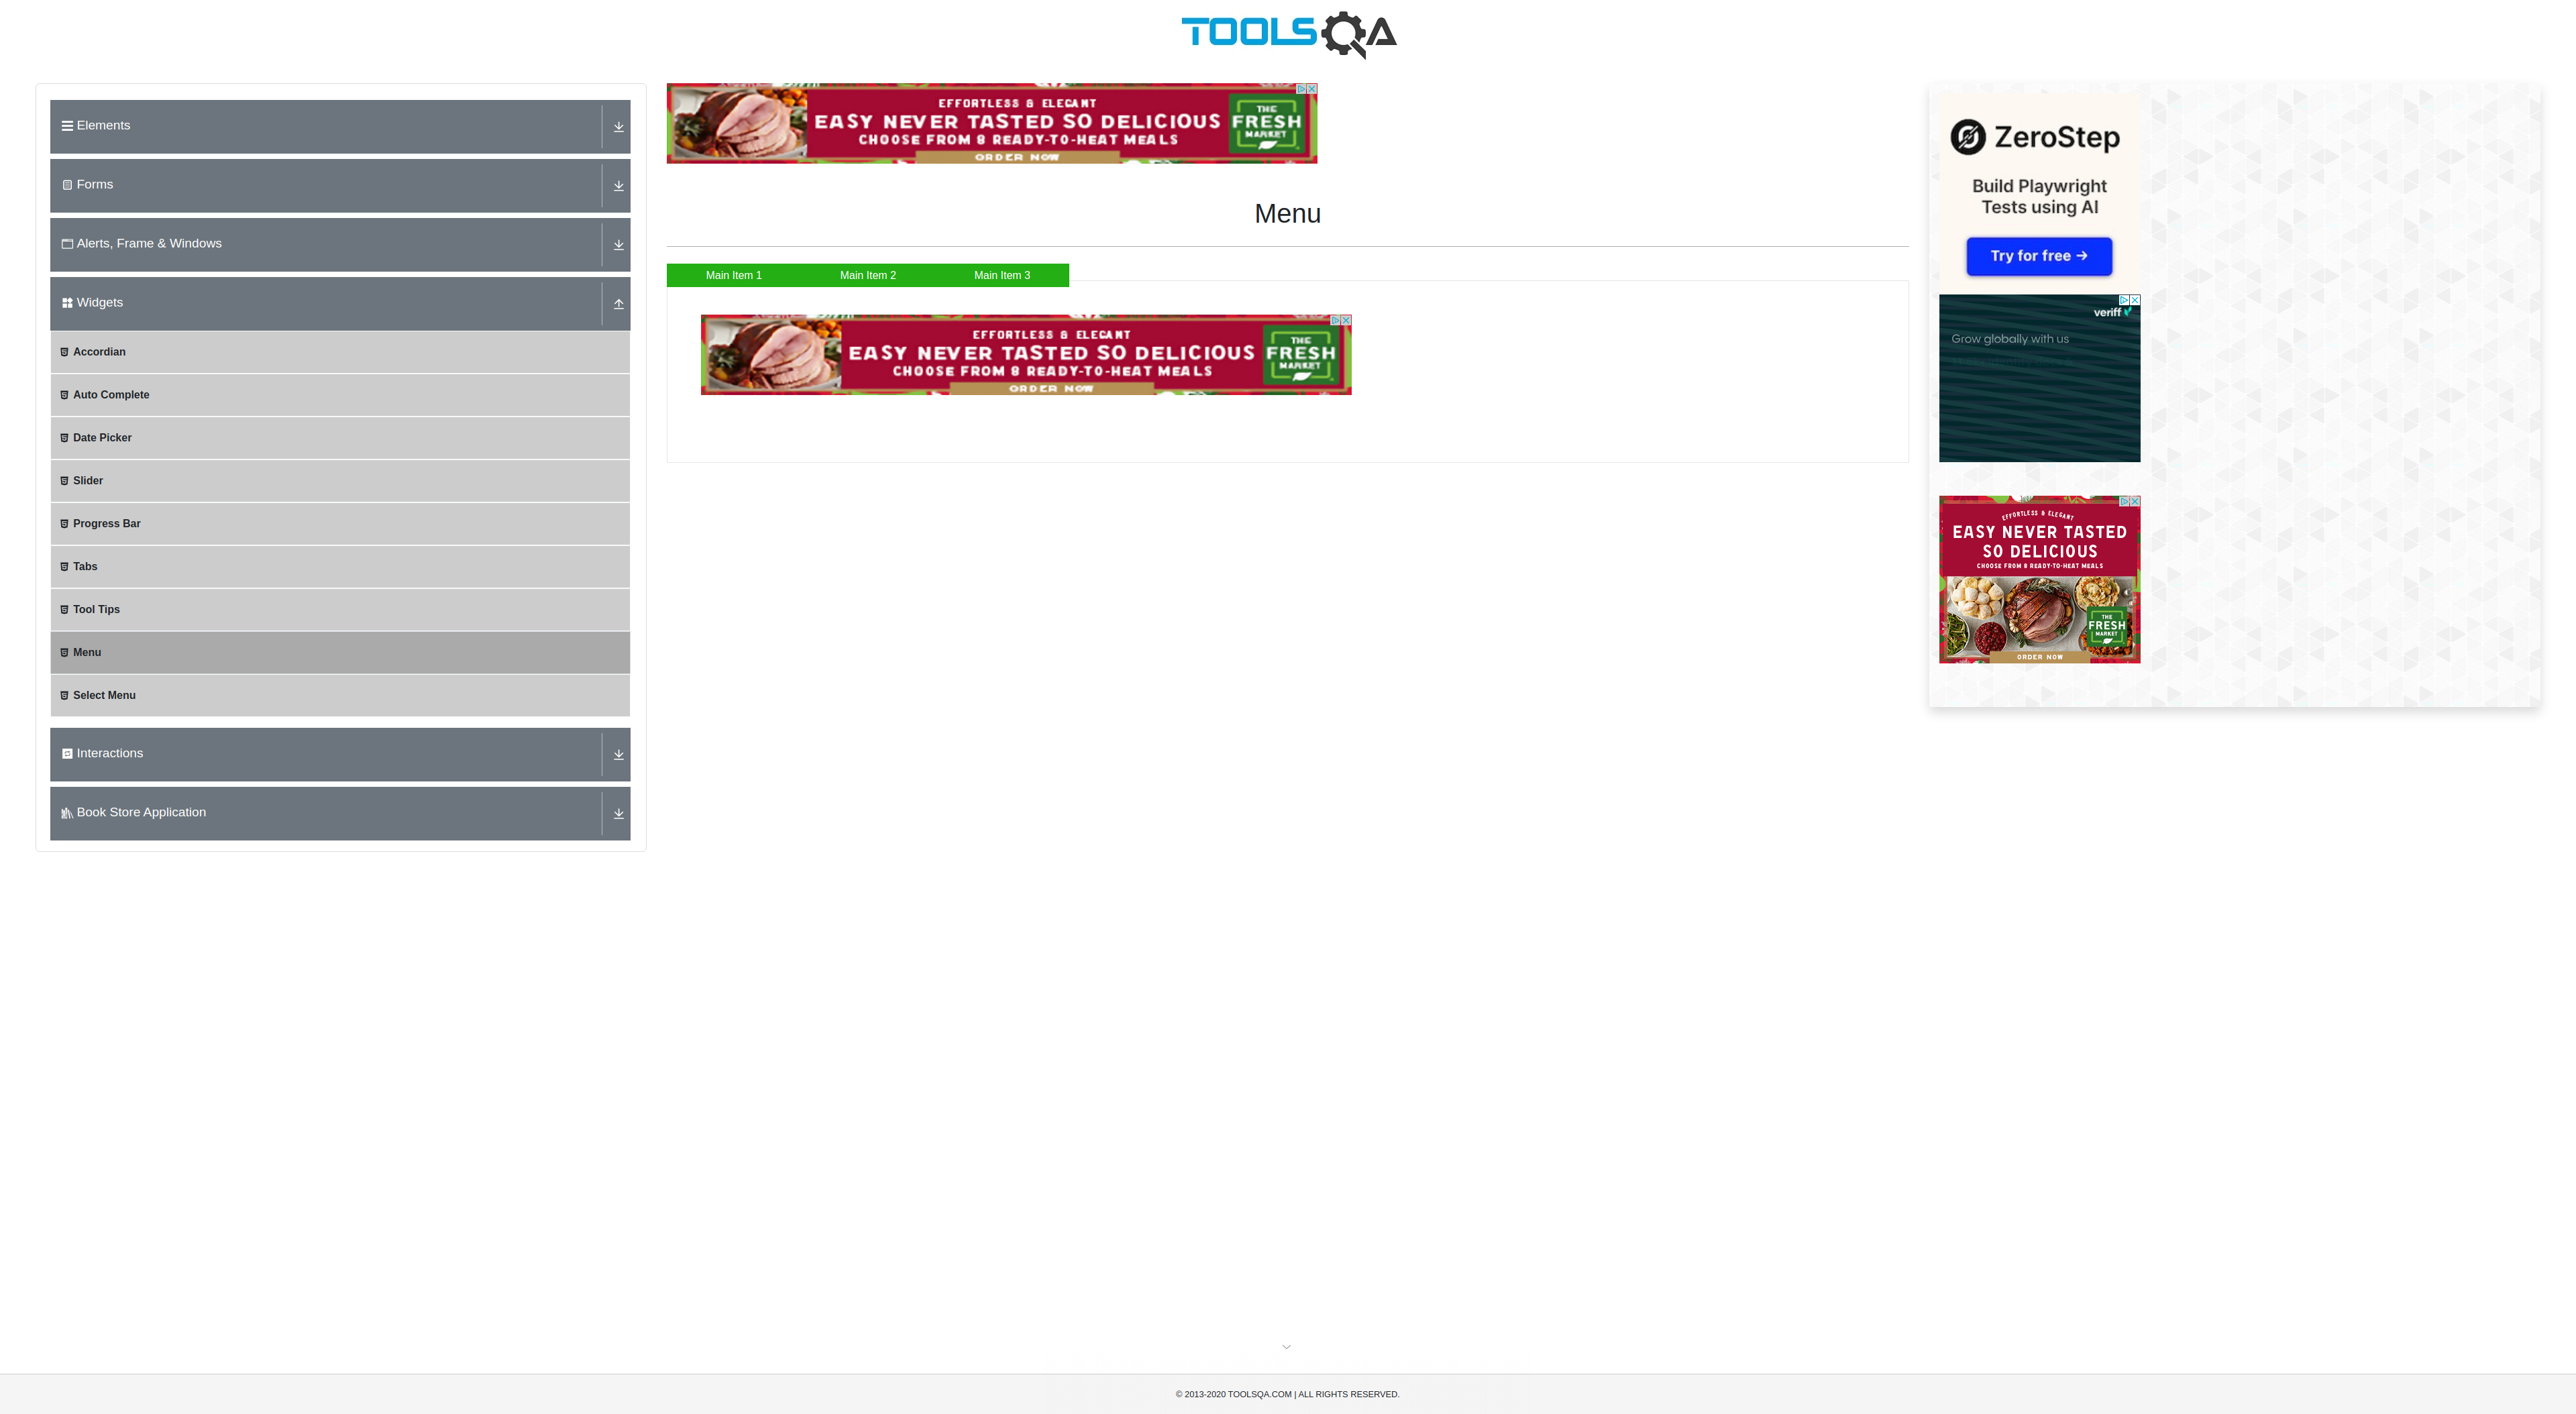 TOOLSQA
Elements
Forms
Alerts, Frame & Windows
Widgets
Accordian
Auto Complete
Date Picker
Slider
Progress Bar
Tabs
Tool Tips
Menu
Select Menu
Interactions
Book Store Application
EFFORTLESS & ELEGANT
EASY NEVER TASTED SO DELICIOUS
CHOOSE FROM 8 READY-TO-HEAT MEALS
ORDER NOW
THE
FRESH
MARKET
Menu
Main Item 1
Main Item 2
Main Item 3
EFFORTLESS & ELEGANT
EASY NEVER TASTED SO DELICIOUS
CHOOSE FROM 8 READY-TO-HEAT MEALS
ORDER NOW
THE
FRESH
MARKET
ZeroStep
Build Playwright
Tests using AI
Try for free →
veriff
Grow globally with us
EFFORTLESS & ELEGANT
EASY NEVER TASTED
SO DELICIOUS
CHOOSE FROM 8 READY-TO-HEAT MEALS
THE
FRESH
MARKET
ORDER NOW
© 2013-2020 TOOLSQA.COM | ALL RIGHTS RESERVED.